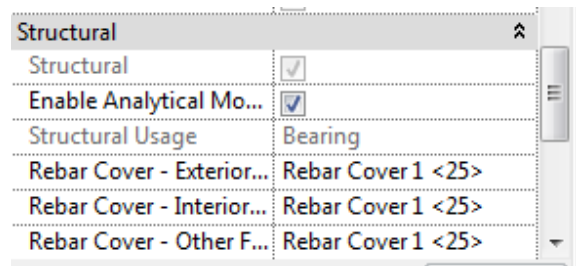 Structural
Structural
Enable Analytical Mo...
Structural Usage Bearing
Rebar Cover - Exterior... Rebar Cover 1 <25>
Rebar Cover - Interior... Rebar Cover 1 <25>
Rebar Cover - Other F... Rebar Cover 1 <25>